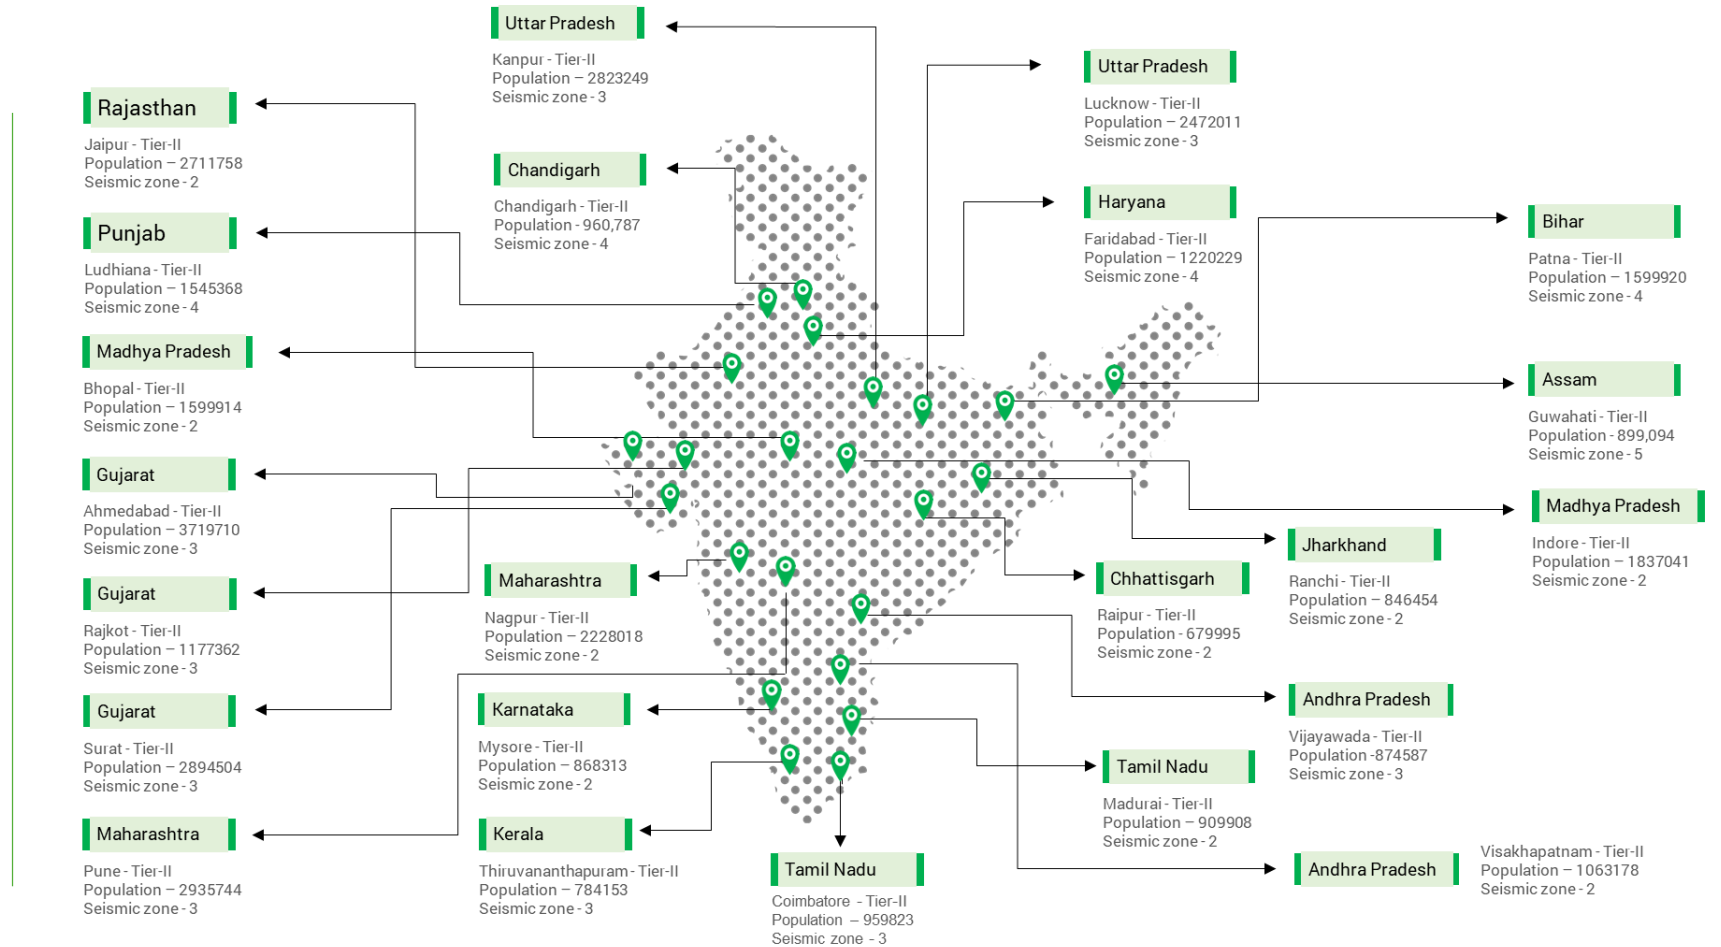 Uttar Pradesh
Kanpur - Tier-II
Population – 2823249
Seismic zone - 3
Uttar Pradesh
Lucknow - Tier-II
Population – 2472011
Seismic zone - 3
Rajasthan
Jaipur - Tier-II
Population – 2711758
Seismic zone - 2
Chandigarh
Chandigarh - Tier-II
Population - 960,787
Seismic zone - 4
Haryana
Faridabad - Tier-II
Population – 1220229
Seismic zone - 4
Bihar
Patna - Tier-II
Population – 1599920
Seismic zone - 4
Punjab
Ludhiana - Tier-II
Population – 1545368
Seismic zone - 4
Madhya Pradesh
Bhopal - Tier-II
Population – 1599914
Seismic zone - 2
Assam
Guwahati - Tier-II
Population - 899,094
Seismic zone - 5
Gujarat
Ahmedabad - Tier-II
Population – 3719710
Seismic zone - 3
Madhya Pradesh
Indore - Tier-II
Population – 1837041
Seismic zone - 2
Jharkhand
Ranchi - Tier-II
Population – 846454
Seismic zone - 2
Maharashtra
Nagpur - Tier-II
Population – 2228018
Seismic zone - 2
Chhattisgarh
Raipur - Tier-II
Population - 679995
Seismic zone - 2
Gujarat
Rajkot - Tier-II
Population – 1177362
Seismic zone - 3
Gujarat
Surat - Tier-II
Population – 2894504
Seismic zone - 3
Karnataka
Mysore - Tier-II
Population – 868313
Seismic zone - 2
Andhra Pradesh
Vijayawada - Tier-II
Population -874587
Seismic zone - 3
Tamil Nadu
Madurai - Tier-II
Population – 909908
Seismic zone - 2
Maharashtra
Pune - Tier-II
Population – 2935744
Seismic zone - 3
Kerala
Thiruvananthapuram - Tier-II
Population – 784153
Seismic zone - 3
Tamil Nadu
Coimbatore - Tier-II
Population – 959823
Seismic zone - 3
Andhra Pradesh
Visakhapatnam - Tier-II
Population – 1063178
Seismic zone - 2